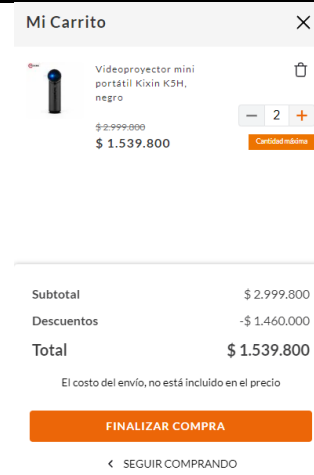 Mi Carrito
Videoproyector mini
portátil Kixin K5H,
negro
$ 2.999.800
$ 1.539.800
2
Cantidad máxima
Subtotal $ 2.999.800
Descuentos -$ 1.460.000
Total $ 1.539.800
El costo del envío, no está incluido en el precio
FINALIZAR COMPRA
SEGUIR COMPRANDO